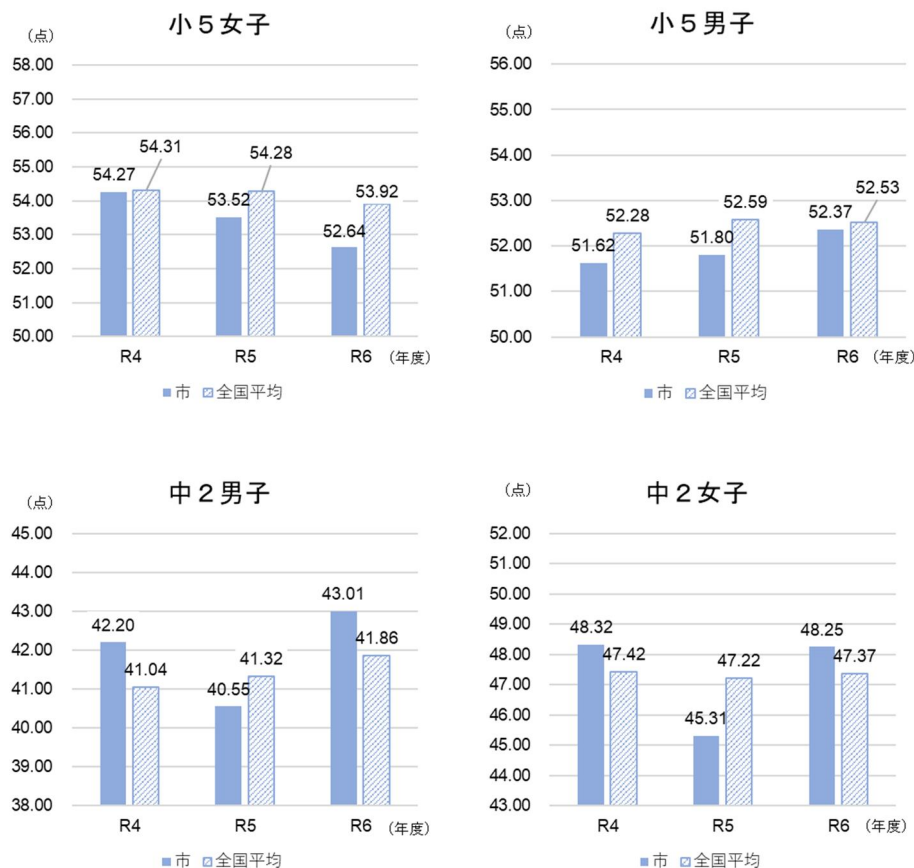 小５女子
(点)
58.00
57.00
56.00
55.00
54.00
53.00
52.00
51.00
50.00
54.27
54.31
53.52
54.28
52.64
53.92
R4
R5
R6
(年度)
市 全国平均
小５男子
(点)
56.00
55.00
54.00
53.00
52.00
51.00
50.00
51.62
52.28
51.80
52.59
52.37
52.53
R4
R5
R6
(年度)
市 全国平均
中２男子
(点)
45.00
44.00
43.00
42.00
41.00
40.00
39.00
38.00
42.20
41.04
40.55
41.32
43.01
41.86
R4
R5
R6
(年度)
市 全国平均
中２女子
(点)
52.00
51.00
50.00
49.00
48.00
47.00
46.00
45.00
44.00
43.00
48.32
47.42
45.31
47.22
48.25
47.37
R4
R5
R6
(年度)
市 全国平均